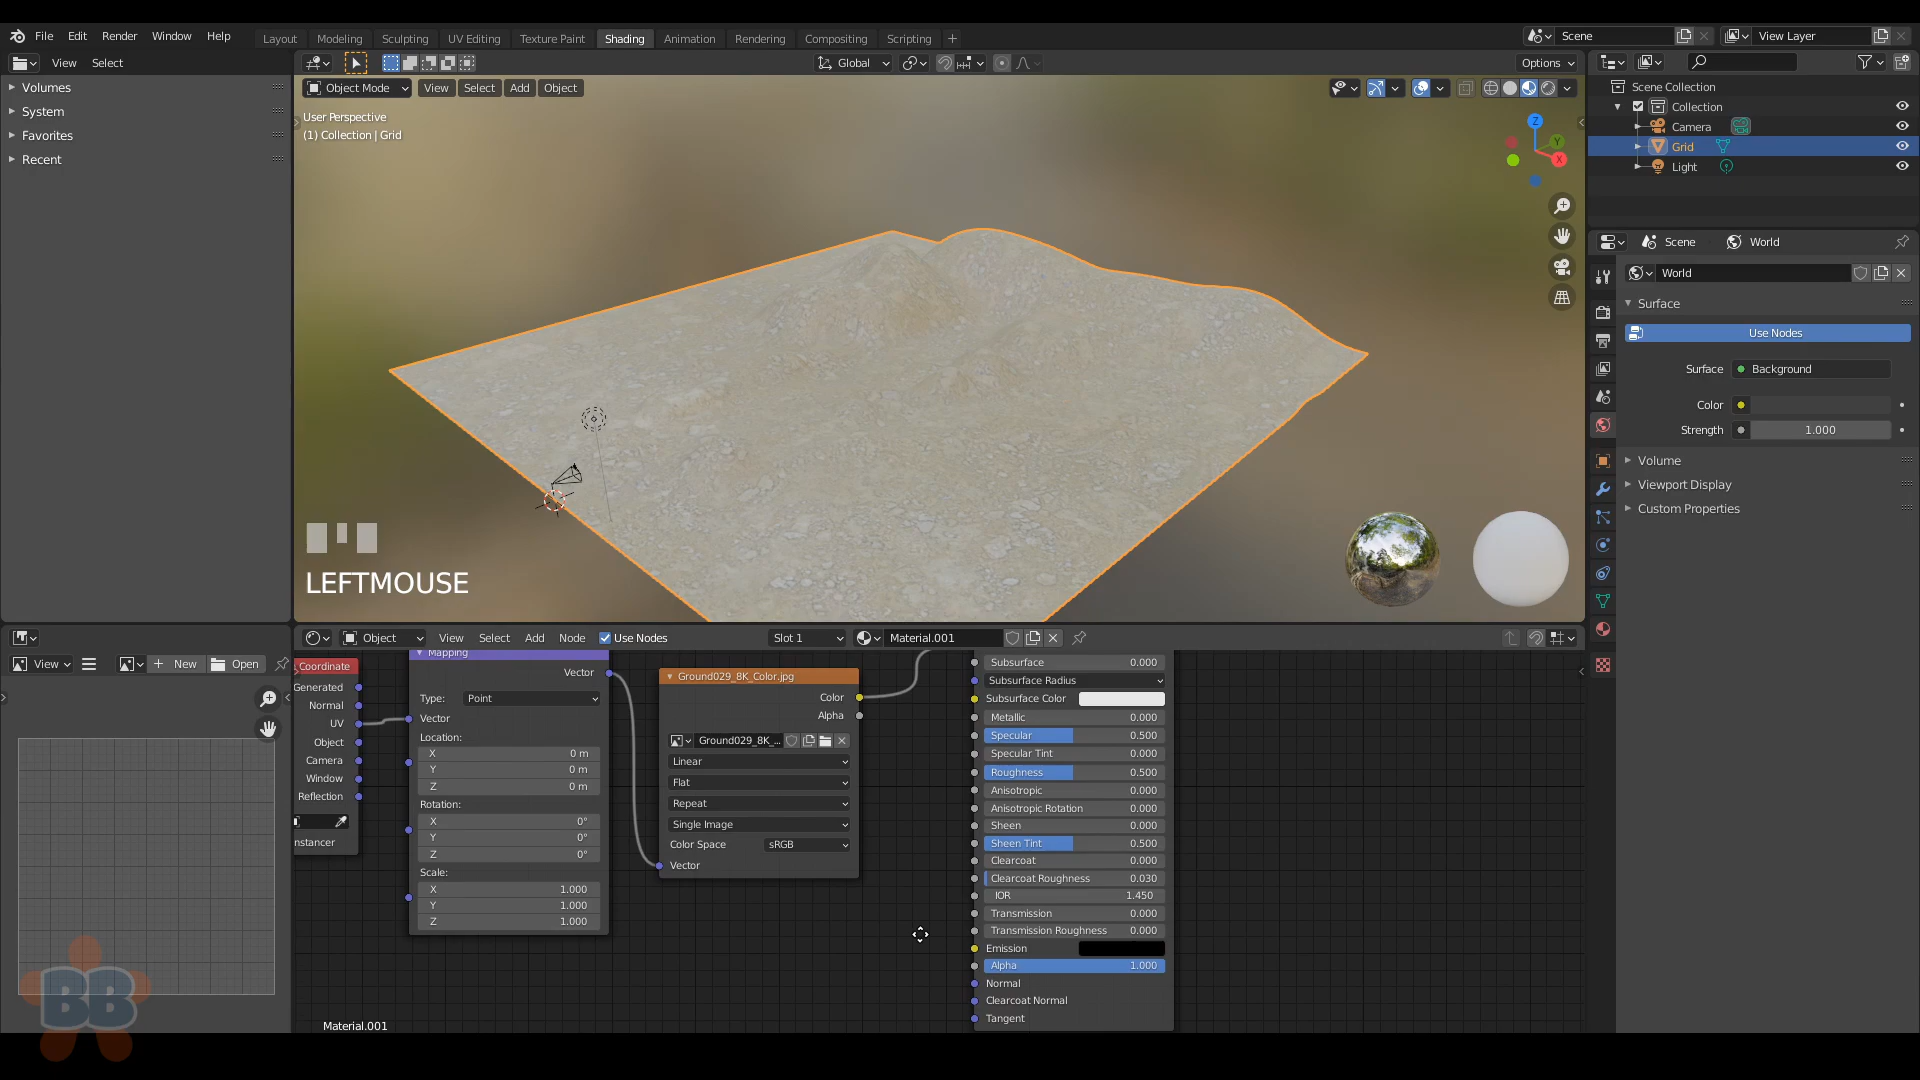 File Edit Render Window Help Layout Modeling Sculpting UV Editing Texture Paint Shading Animation Rendering Compositing Scripting Scene View Layer
View Select Global Options
Volumes
System
Favorites
Recent
Object Mode View Select Add Object
User Perspective
(1) Collection | Grid
Z
Y
X
LEFTMOUSE
Scene Collection
Collection
Camera
Grid
Light
Scene World
World
Surface
Use Nodes
Surface Background
Color
Strength 1.000
Volume
Viewport Display
Custom Properties
View New Open
Object View Select Add Node Use Nodes Slot 1 Material.001
Coordinate
Generated
Normal
UV
Object
Camera
Window
Reflection
nstancer
Mapping
Vector
Type: Point
Vector
Location:
X 0 m
Y 0 m
Z 0 m
Rotation:
X 0°
Y 0°
Z 0°
Scale:
X 1.000
Y 1.000
Z 1.000
Ground029_8K_Color.jpg
Color
Alpha
Ground029_8K_...
Linear
Flat
Repeat
Single Image
Color Space sRGB
Vector
Subsurface 0.000
Subsurface Radius
Subsurface Color
Metallic 0.000
Specular 0.500
Specular Tint 0.000
Roughness 0.500
Anisotropic 0.000
Anisotropic Rotation 0.000
Sheen 0.000
Sheen Tint 0.500
Clearcoat 0.000
Clearcoat Roughness 0.030
IOR 1.450
Transmission 0.000
Transmission Roughness 0.000
Emission
Alpha 1.000
Normal
Clearcoat Normal
Tangent
Material.001
BB